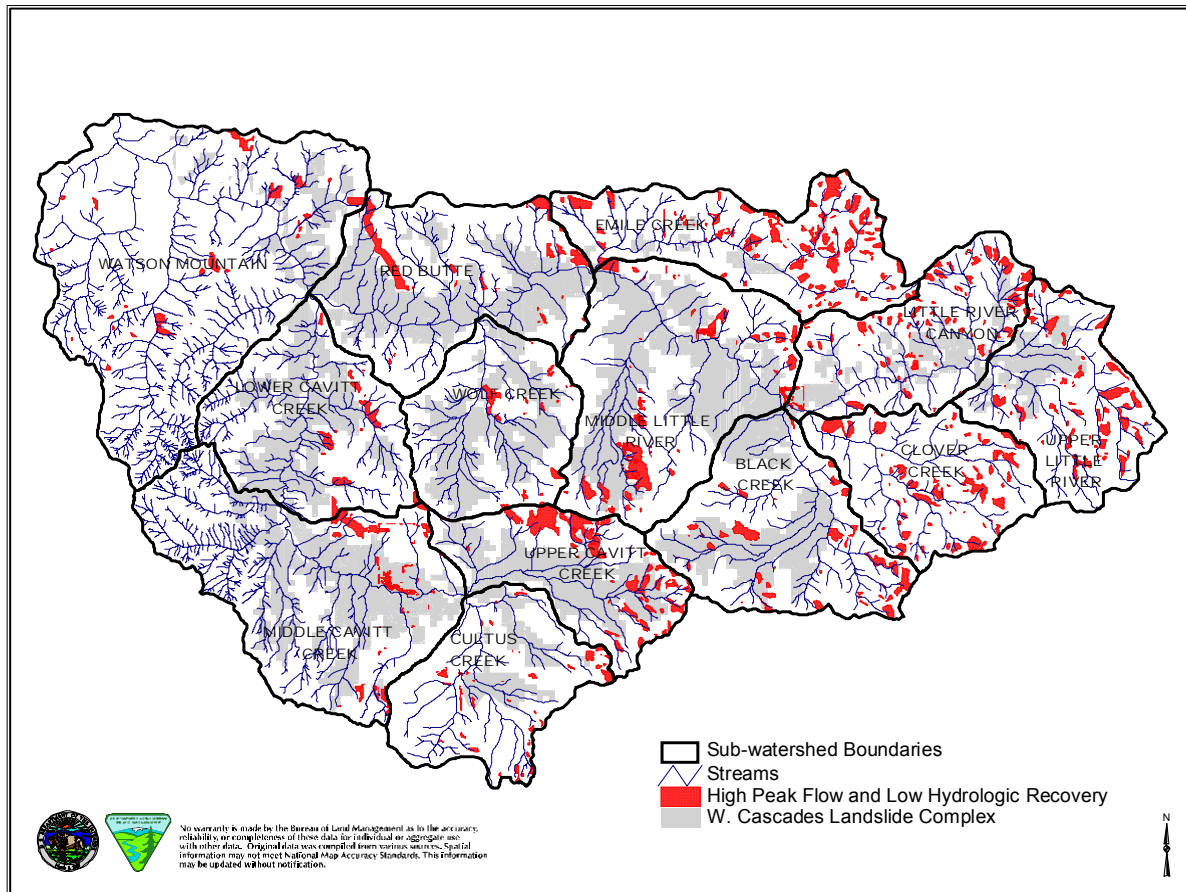 EMILE CREEK
WATSON MOUNTAIN
RED BUTTE
LITTLE RIVER
CANYON
LOWER CAVITT
CREEK
WOLF CREEK
MIDDLE LITTLE
RIVER
BLACK
CREEK
CLOVER
CREEK
UPPER
LITTLE
RIVER
UPPER CAVITT
CREEK
MIDDLE CAVITT
CREEK
CULTUS
CREEK
Sub-watershed Boundaries
Streams
High Peak Flow and Low Hydrologic Recovery
W. Cascades Landslide Complex
No warranty is made by the Bureau of Land Management as to the accuracy,
reliability, or completeness of these data for individual or aggregate use
with other data. Original data was compiled from various sources. Spatial
information may not meet National Map Accuracy Standards. This information
may be updated without notification.
N